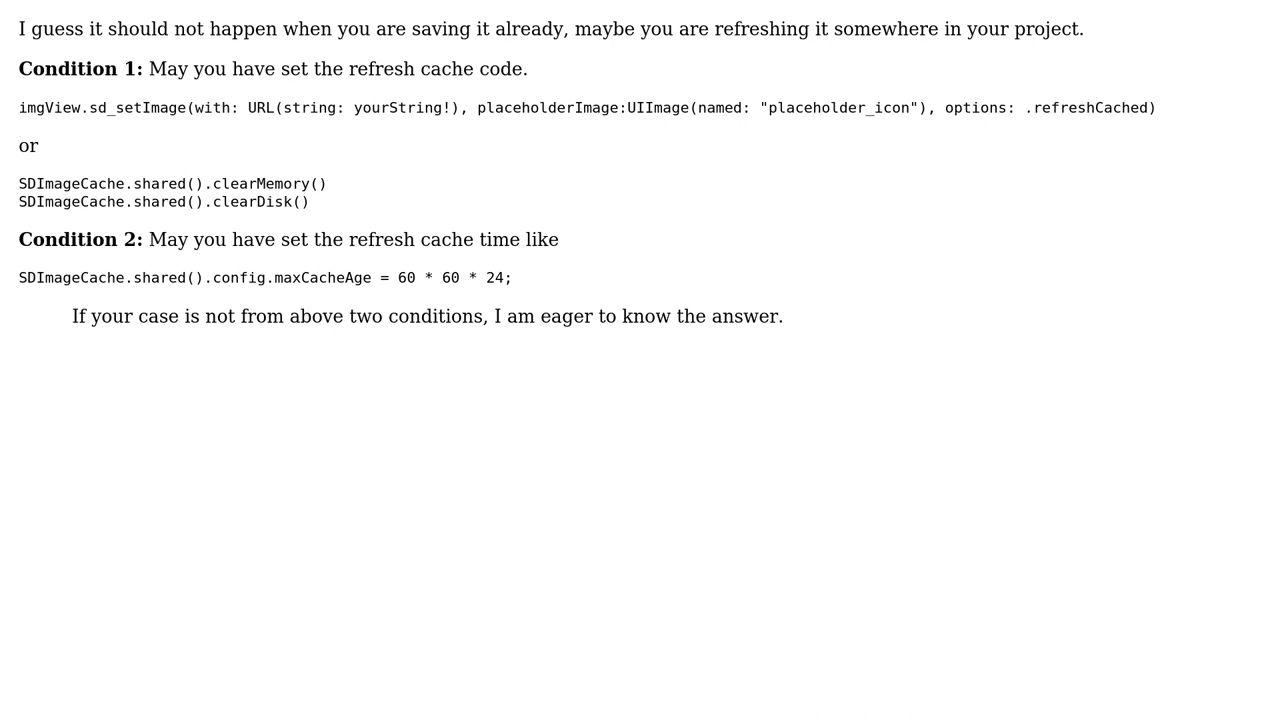 I guess it should not happen when you are saving it already, maybe you are refreshing it somewhere in your project.
Condition 1: May you have set the refresh cache code.
imgView.sd_setImage(with: URL(string: yourString!), placeholderImage:UIImage(named: "placeholder_icon"), options: .refreshCached)
or
SDImageCache.shared().clearMemory()
SDImageCache.shared().clearDisk()
Condition 2: May you have set the refresh cache time like
SDImageCache.shared().config.maxCacheAge = 60 * 60 * 24;
If your case is not from above two conditions, I am eager to know the answer.